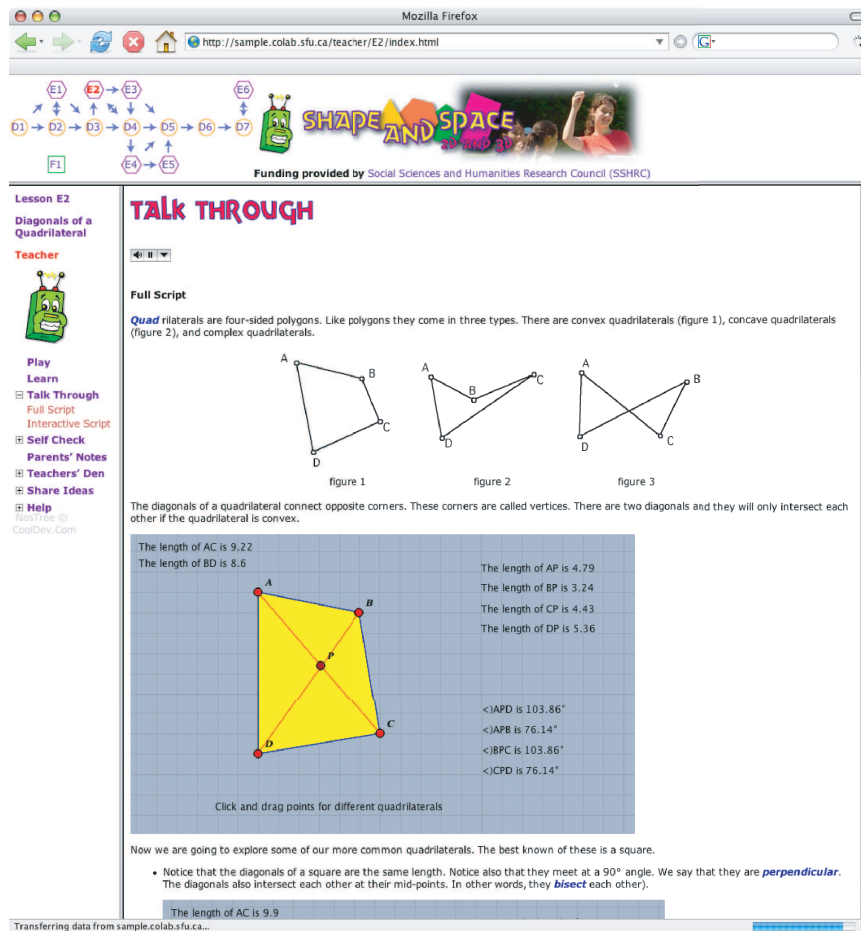 Mozilla Firefox
http://sample.colab.sfu.ca/teacher/E2/index.html
G
E1 E2 E3 E6
D1 D2 D3 D4 D5 D6 D7
F1 E4 E5
SHAPE AND SPACE
2D AND 3D
Funding provided by Social Sciences and Humanities Research Council (SSHRC)
Lesson E2
Diagonals of a
Quadrilateral
Teacher
Play
Learn
Talk Through
Full Script
Interactive Script
Self Check
Parents' Notes
Teachers' Den
Share Ideas
Help
NosTree ©
CoolDev.Com
TALK THROUGH
Full Script
Quad rilaterals are four-sided polygons. Like polygons they come in three types. There are convex quadrilaterals (figure 1), concave quadrilaterals
(figure 2), and complex quadrilaterals.
A B C D
A B C D
A B C D
figure 1 figure 2 figure 3
The diagonals of a quadrilateral connect opposite corners. These corners are called vertices. There are two diagonals and they will only intersect each
other if the quadrilateral is convex.
The length of AC is 9.22
The length of BD is 8.6
A
B
P
C
D
The length of AP is 4.79
The length of BP is 3.24
The length of CP is 4.43
The length of DP is 5.36
<)APD is 103.86°
<)APB is 76.14°
<)BPC is 103.86°
<)CPD is 76.14°
Click and drag points for different quadrilaterals
Now we are going to explore some of our more common quadrilaterals. The best known of these is a square.
• Notice that the diagonals of a square are the same length. Notice also that they meet at a 90° angle. We say that they are perpendicular.
The diagonals also intersect each other at their mid-points. In other words, they bisect each other).
The length of AC is 9.9
Transferring data from sample.colab.sfu.ca...